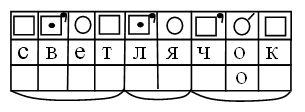 с в е т л я ч о к
о